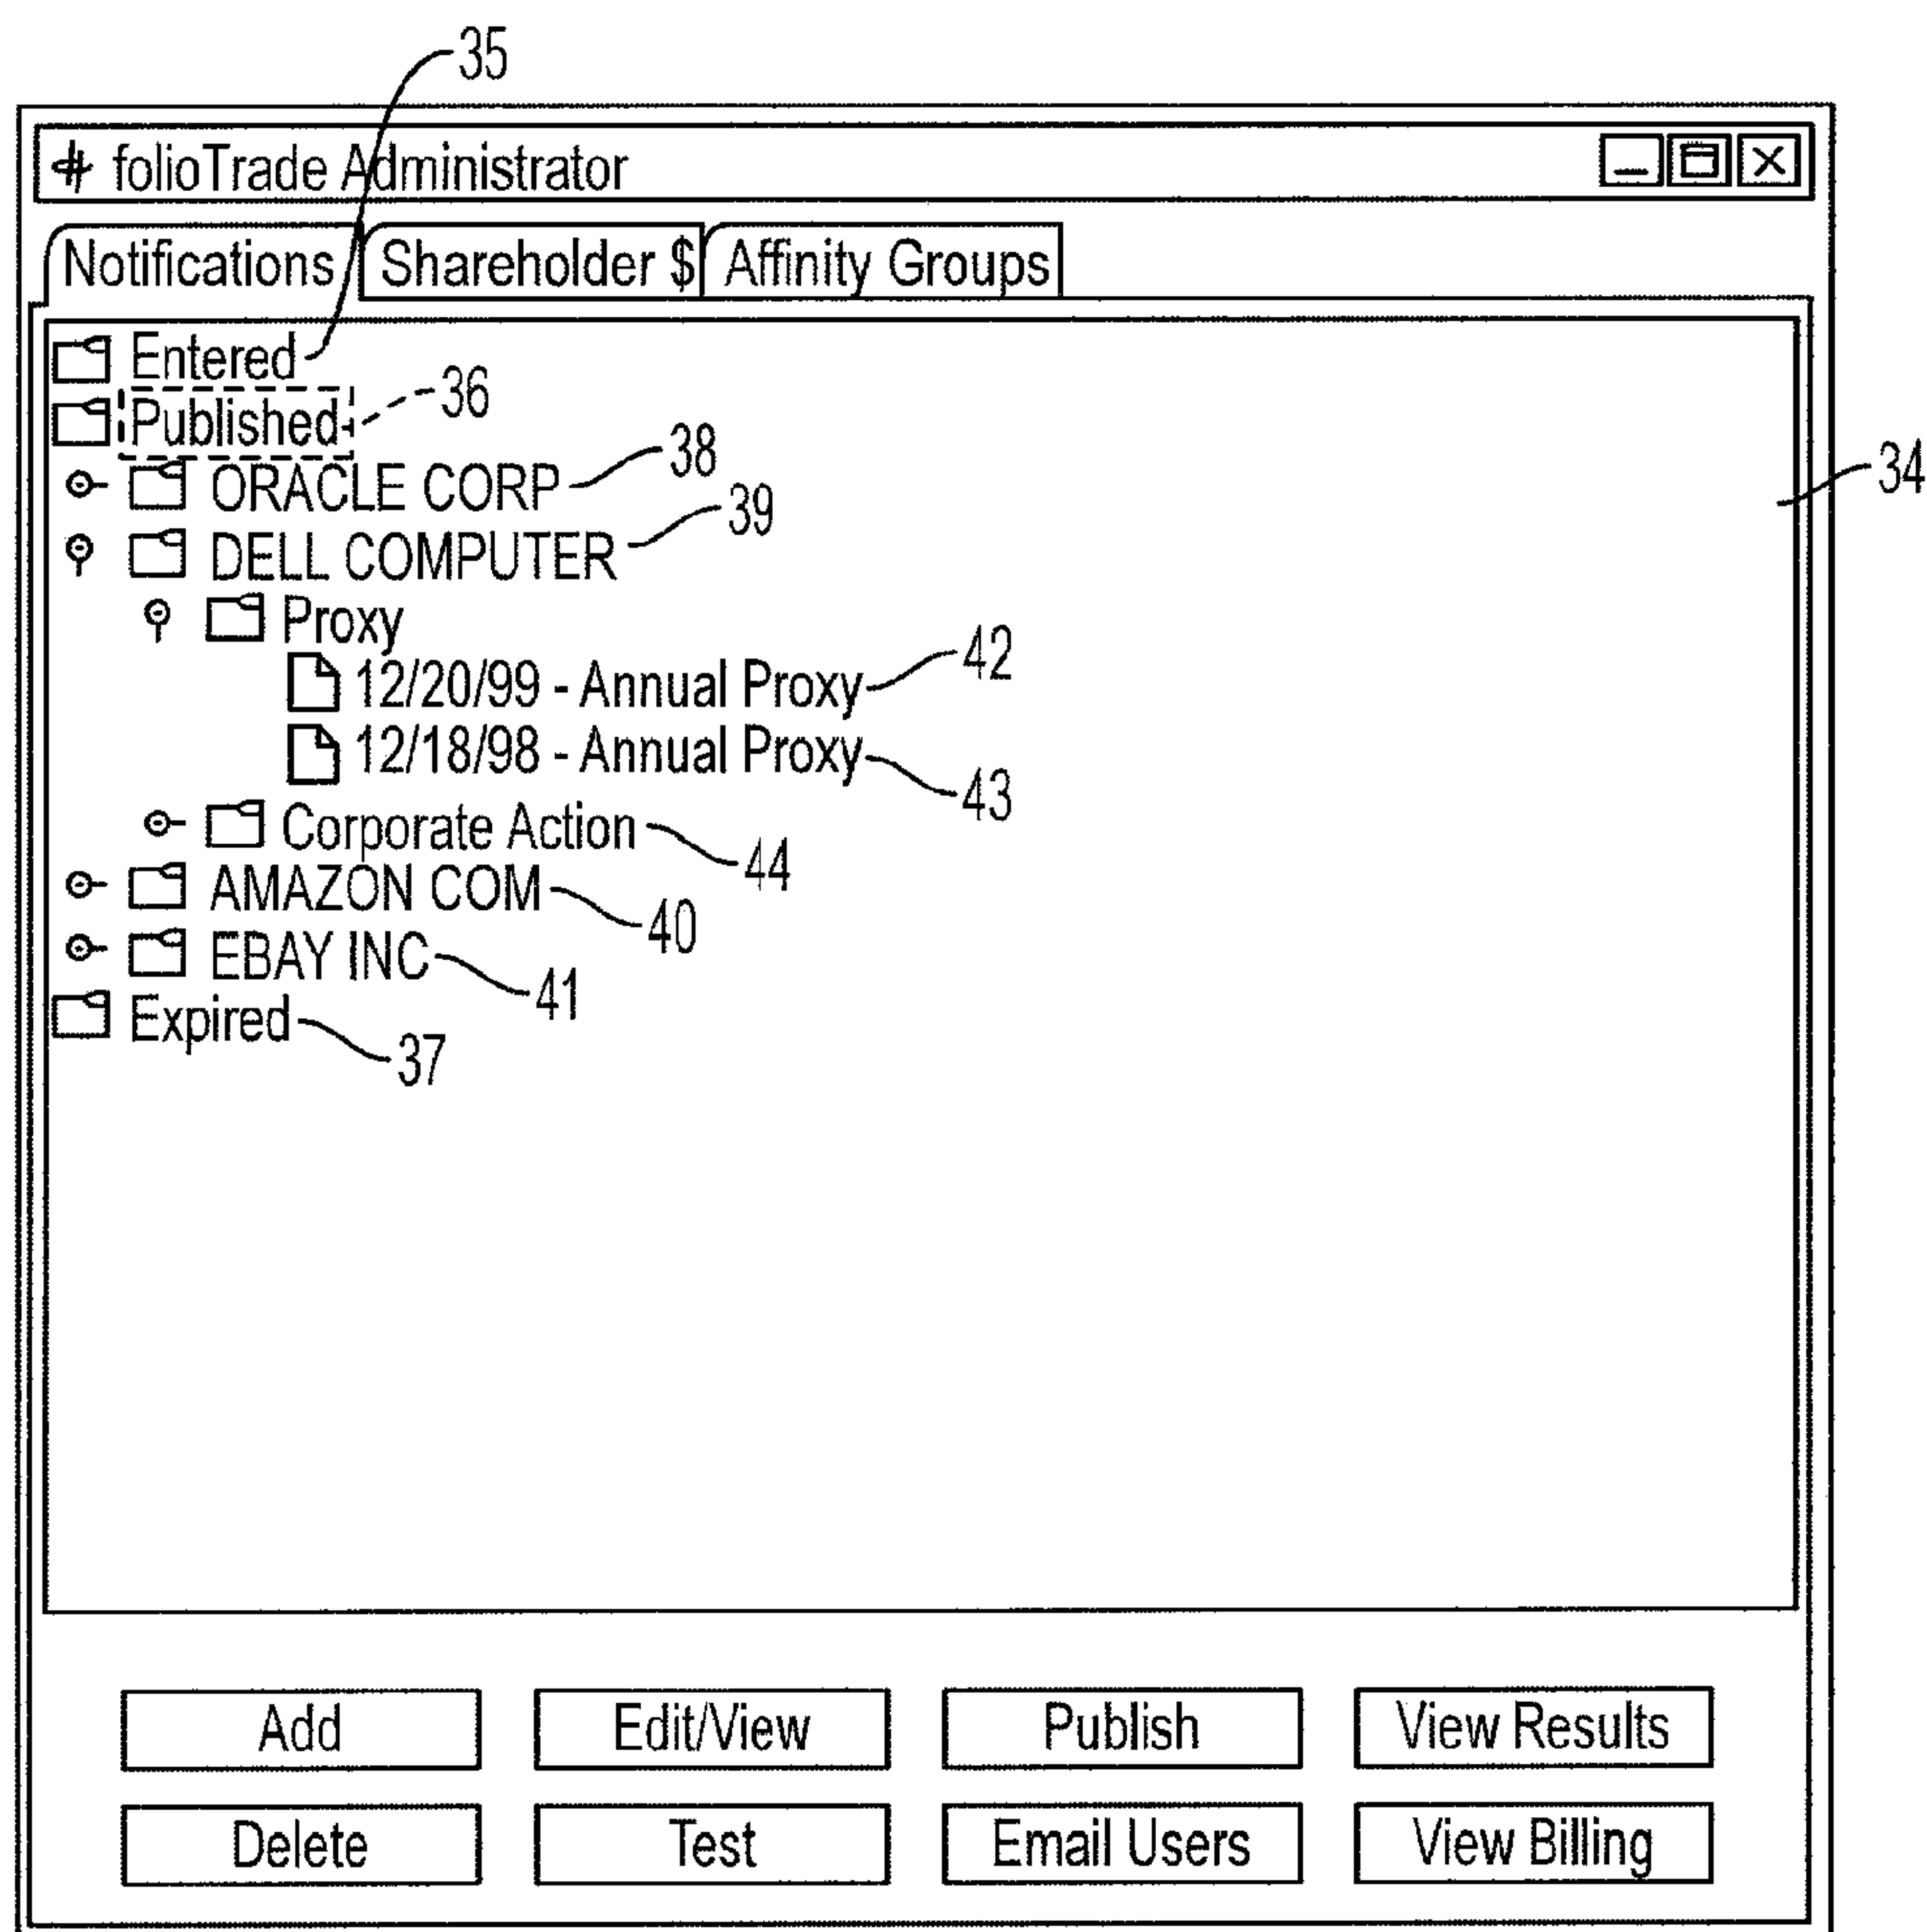 35
folioTrade Administrator
Notifications Shareholder $ Affinity Groups
Entered
Published 36
ORACLE CORP 38
34
DELL COMPUTER 39
Proxy
12/20/99 - Annual Proxy 42
12/18/98 - Annual Proxy 43
Corporate Action 44
AMAZON COM 40
EBAY INC 41
Expired 37
Add Edit/View Publish View Results
Delete Test Email Users View Billing